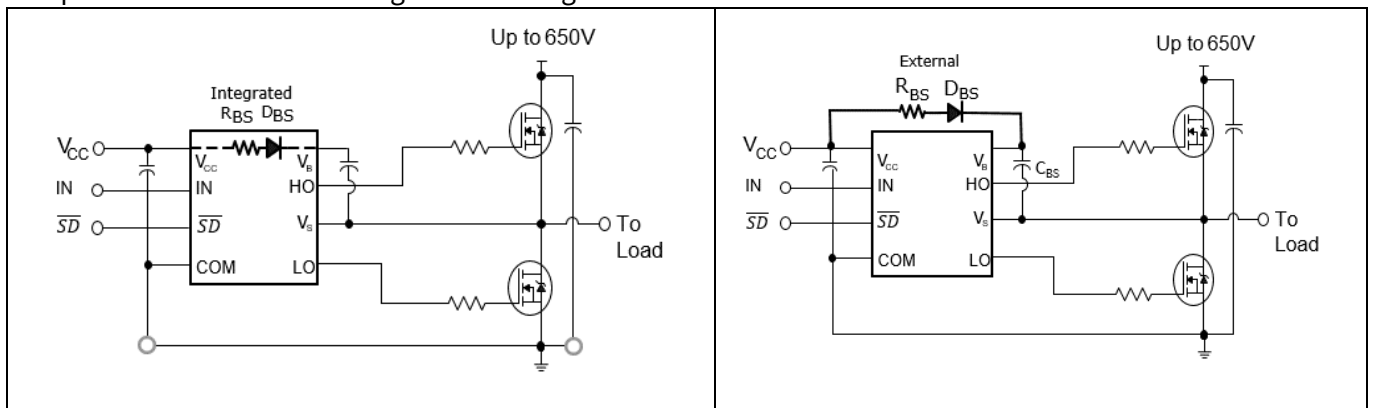 Up to 650V
Integrated
RBS DBS
VCC
VCC
VB
IN
IN
HO
SD
SD
VS
To
Load
COM
LO
Up to 650V
External
RBS DBS
VCC
VCC
VB
CBS
IN
IN
HO
SD
SD
VS
To
Load
COM
LO